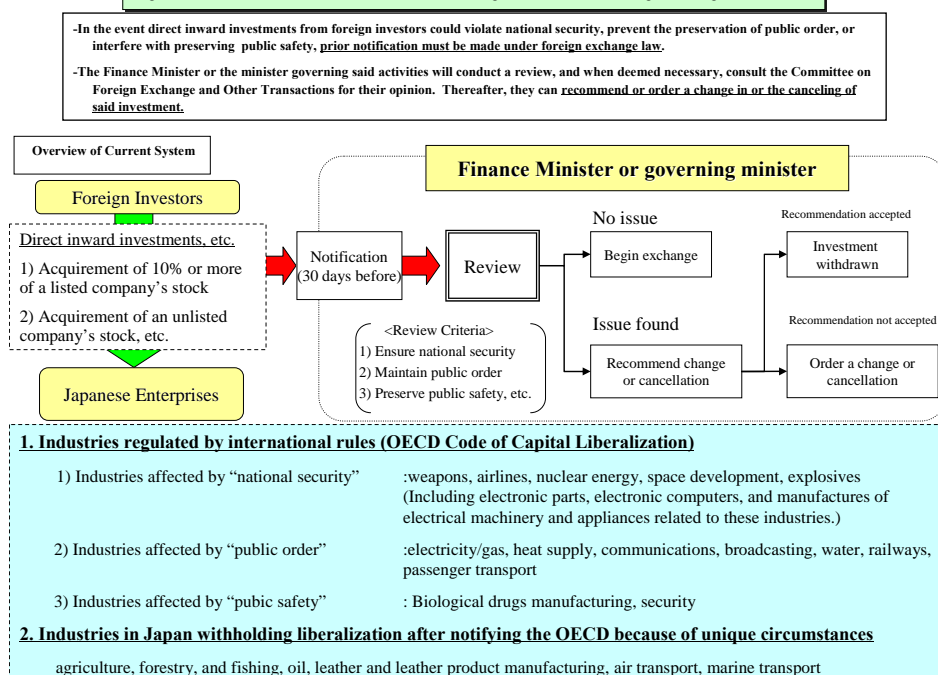 -In the event direct inward investments from foreign investors could violate national security, prevent the preservation of public order, or
interfere with preserving public safety, prior notification must be made under foreign exchange law.
-The Finance Minister or the minister governing said activities will conduct a review, and when deemed necessary, consult the Committee on
Foreign Exchange and Other Transactions for their opinion. Thereafter, they can recommend or order a change in or the canceling of
said investment.
Overview of Current System
Foreign Investors
Direct inward investments, etc.
1) Acquirement of 10% or more
of a listed company's stock
2) Acquirement of an unlisted
company's stock, etc.
Japanese Enterprises
Finance Minister or governing minister
Notification
(30 days before)
Review
<Review Criteria>
1) Ensure national security
2) Maintain public order
3) Preserve public safety, etc.
No issue
Begin exchange
Issue found
Recommend change
or cancellation
Recommendation accepted
Investment
withdrawn
Recommendation not accepted
Order a change or
cancellation
1. Industries regulated by international rules (OECD Code of Capital Liberalization)
1) Industries affected by “national security” :weapons, airlines, nuclear energy, space development, explosives
(Including electronic parts, electronic computers, and manufactures of
electrical machinery and appliances related to these industries.)
2) Industries affected by “public order” :electricity/gas, heat supply, communications, broadcasting, water, railways,
passenger transport
3) Industries affected by “pubic safety” : Biological drugs manufacturing, security
2. Industries in Japan withholding liberalization after notifying the OECD because of unique circumstances
agriculture, forestry, and fishing, oil, leather and leather product manufacturing, air transport, marine transport